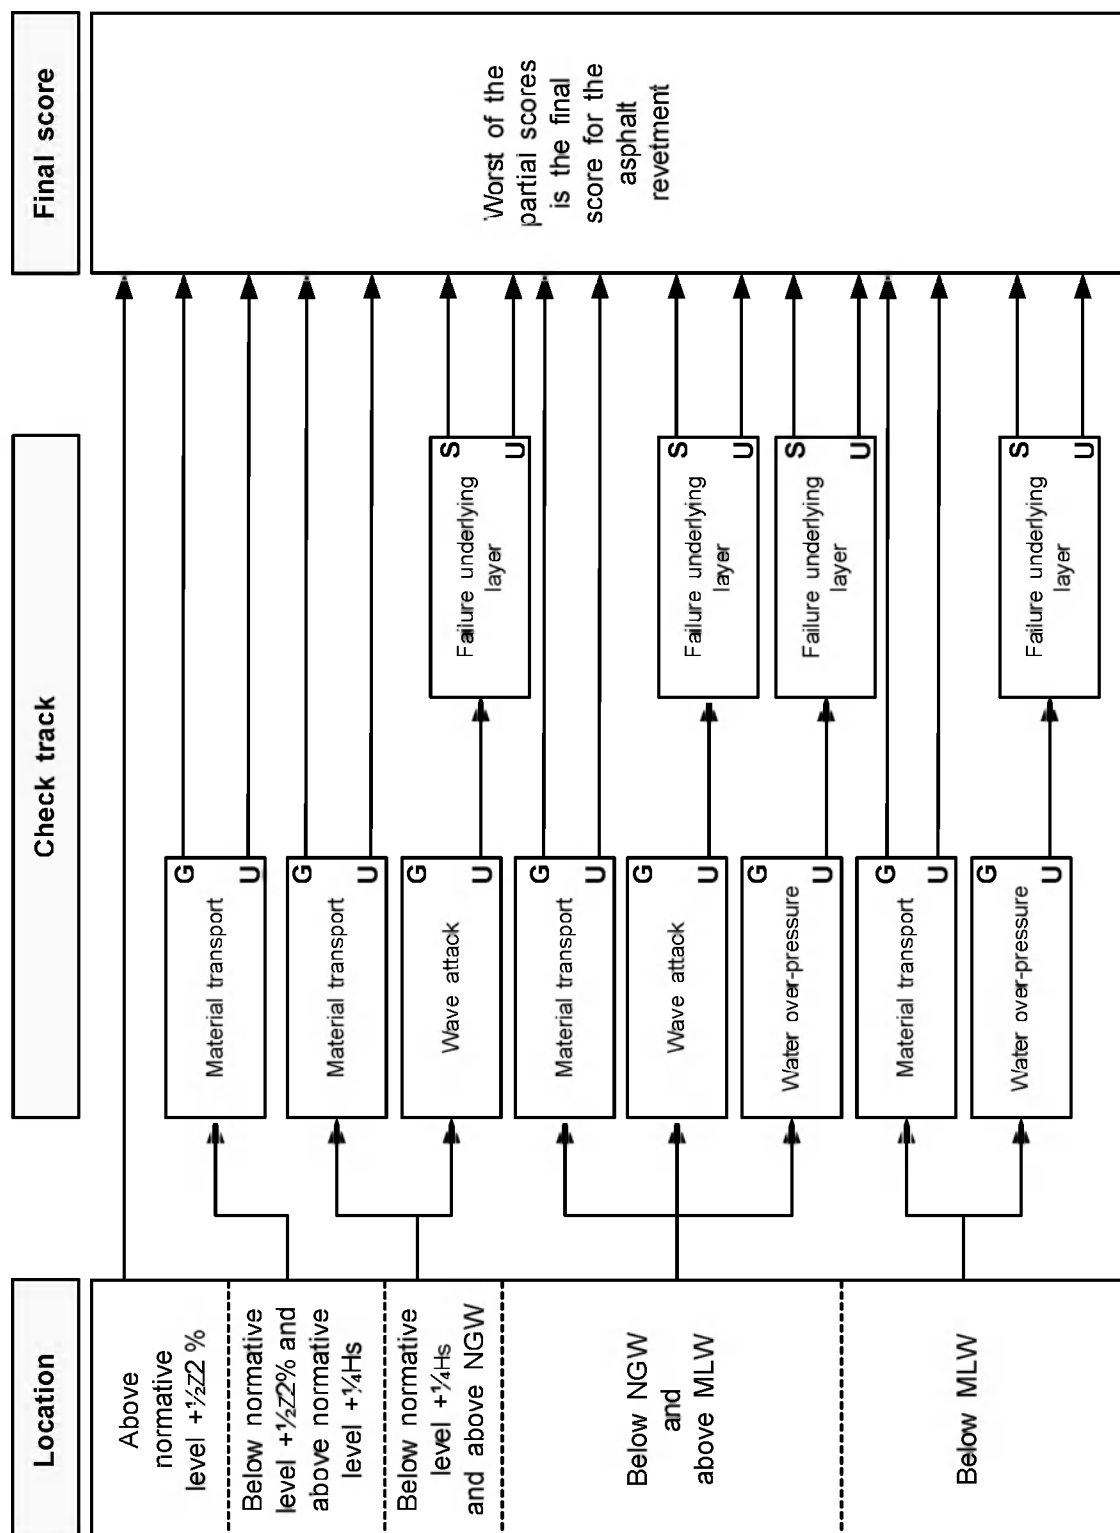 Location
Check track
Final score
Above
normative
level +½Z2 %
Below normative
level +½Z2% and
above normative
level +¼Hs
Below normative
level +¼Hs
and above NGW
Below NGW
and
above MLW
Below MLW
Material transport
G
U
Material transport
G
U
Wave attack
G
U
Material transport
G
U
Wave attack
G
U
Water over-pressure
G
U
Material transport
G
U
Water over-pressure
G
U
Failure underlying
layer
S
U
Failure underlying
layer
S
U
Failure underlying
layer
S
U
Failure underlying
layer
S
U
Worst of the
partial scores
is the final
score for the
asphalt
revetment